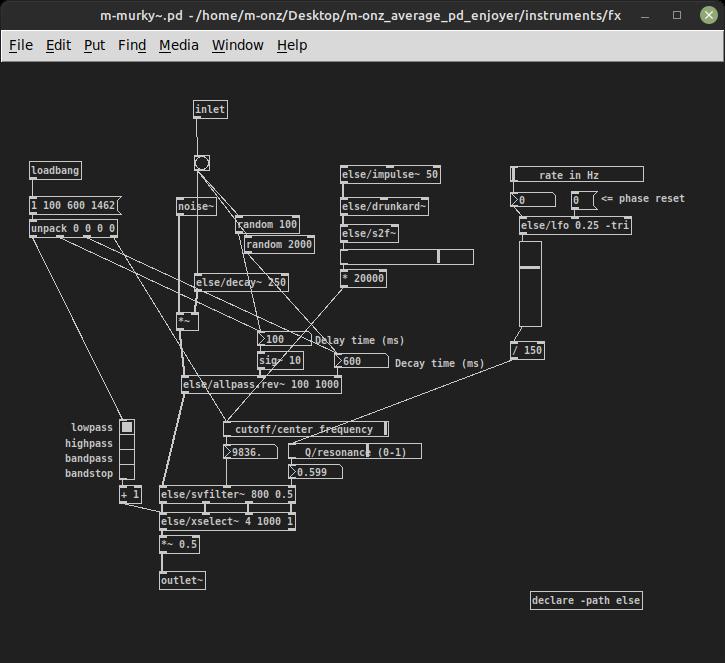 m-murky~.pd - /home/m-onz/Desktop/m-onz_average_pd_enjoyer/instruments/fx
File Edit Put Find Media Window Help
inlet
loadbang
1 100 600 1462
unpack 0 0 0 0
noise~
random 100
random 2000
else/decay~ 250
*~
100 Delay time (ms)
sig~ 10
600 Decay time (ms)
else/allpass.rev~ 100 1000
else/impulse~ 50
else/drunkard~
else/s2f~
* 20000
rate in Hz
0
0 <= phase reset
else/lfo 0.25 -tri
/ 150
lowpass
highpass
bandpass
bandstop
+ 1
cutoff/center frequency
9836.
Q/resonance (0-1)
0.599
else/svfilter~ 800 0.5
else/xselect~ 4 1000 1
*~ 0.5
outlet~
declare -path else